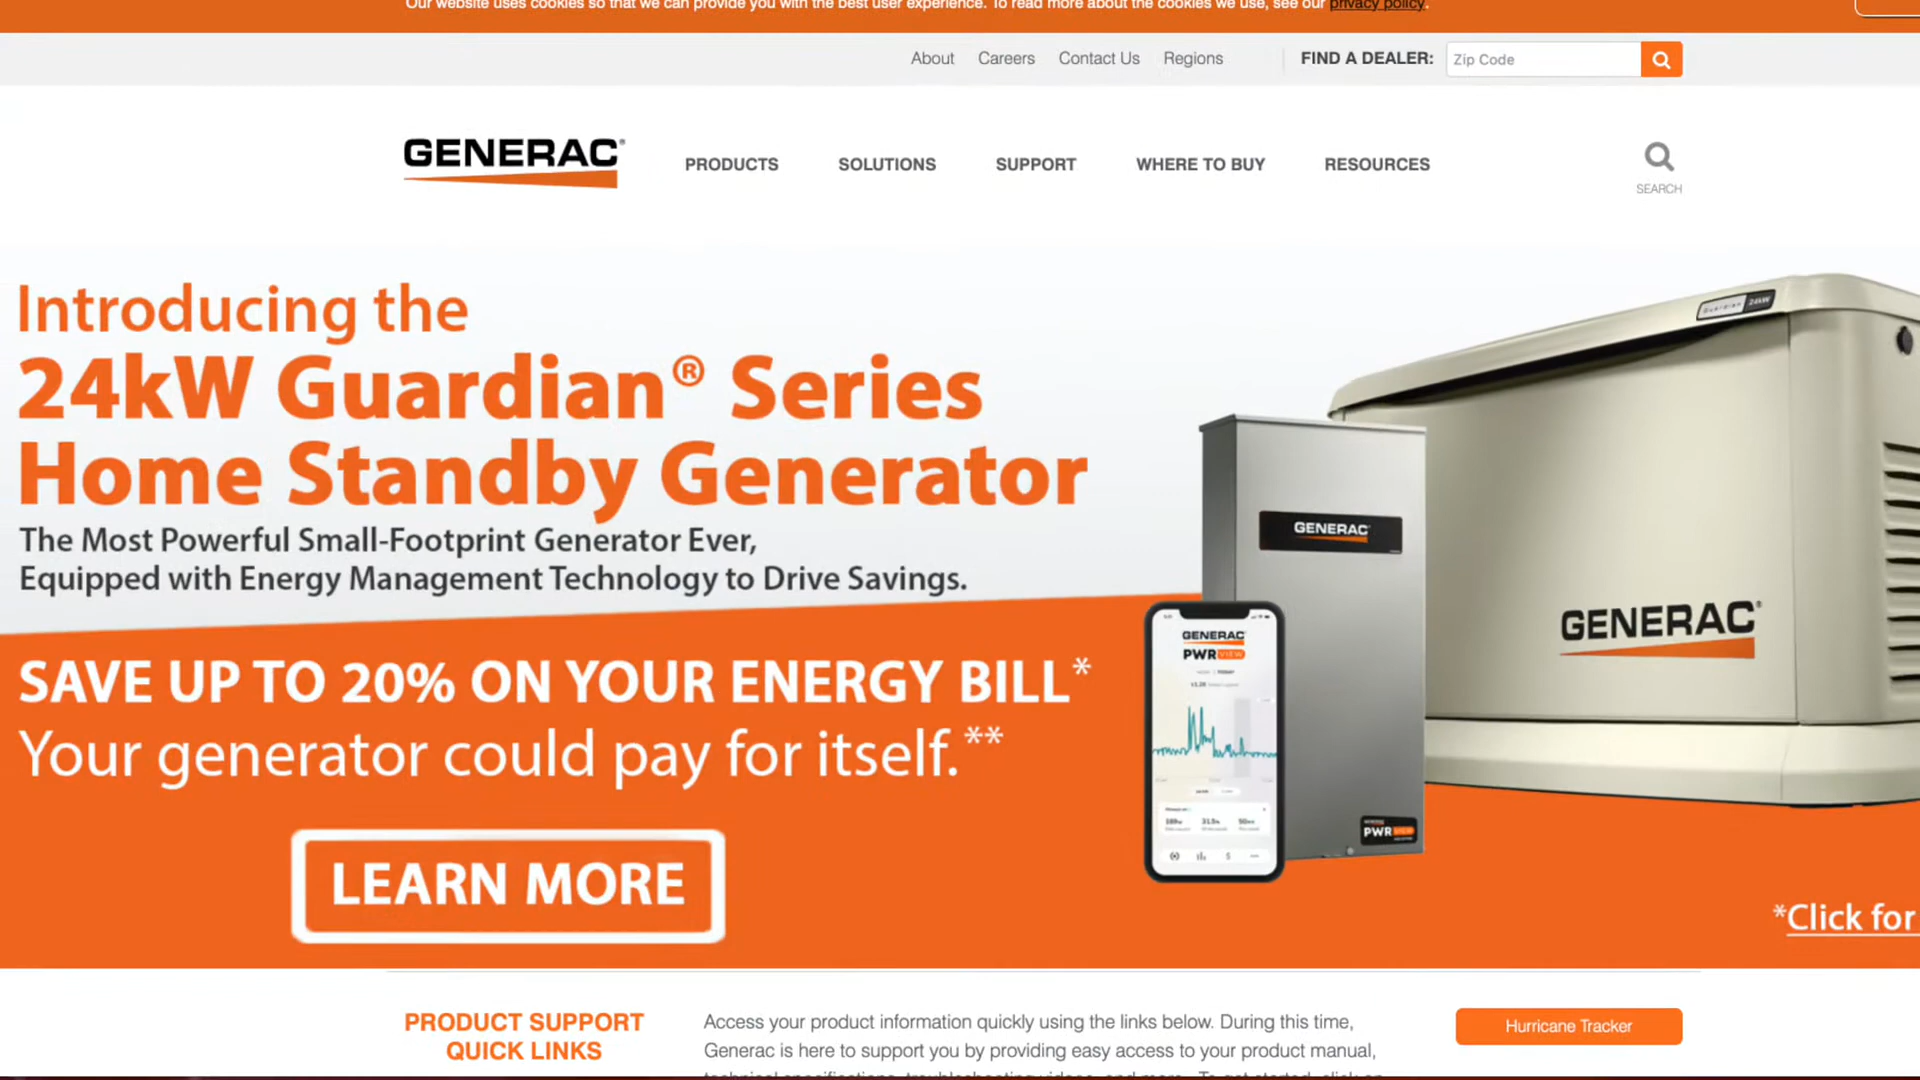 Our website uses cookies so that we can provide you with the best user experience. To read more about the cookies we use, see our privacy policy.
About Careers Contact Us Regions FIND A DEALER: Zip Code
GENERAC®
PRODUCTS SOLUTIONS SUPPORT WHERE TO BUY RESOURCES
SEARCH
Introducing the
24kW Guardian® Series
Home Standby Generator
The Most Powerful Small-Footprint Generator Ever,
Equipped with Energy Management Technology to Drive Savings.
SAVE UP TO 20% ON YOUR ENERGY BILL*
Your generator could pay for itself.**
LEARN MORE
Guardian 24kW
GENERAC
GENERAC®
GENERAC
PWRVIEW
PWRVIEW
*Click for
PRODUCT SUPPORT
QUICK LINKS
Access your product information quickly using the links below. During this time,
Generac is here to support you by providing easy access to your product manual,
Hurricane Tracker